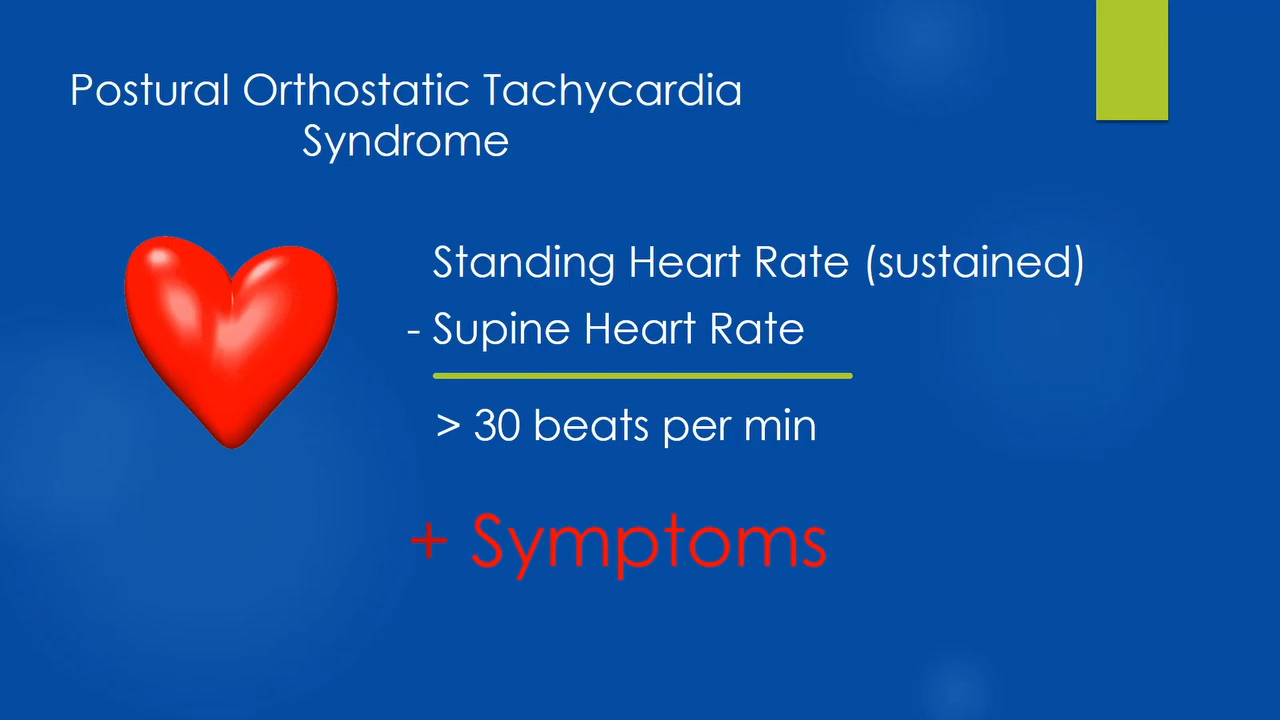 Postural Orthostatic Tachycardia
Syndrome
Standing Heart Rate (sustained)
- Supine Heart Rate
> 30 beats per min
+ Symptoms